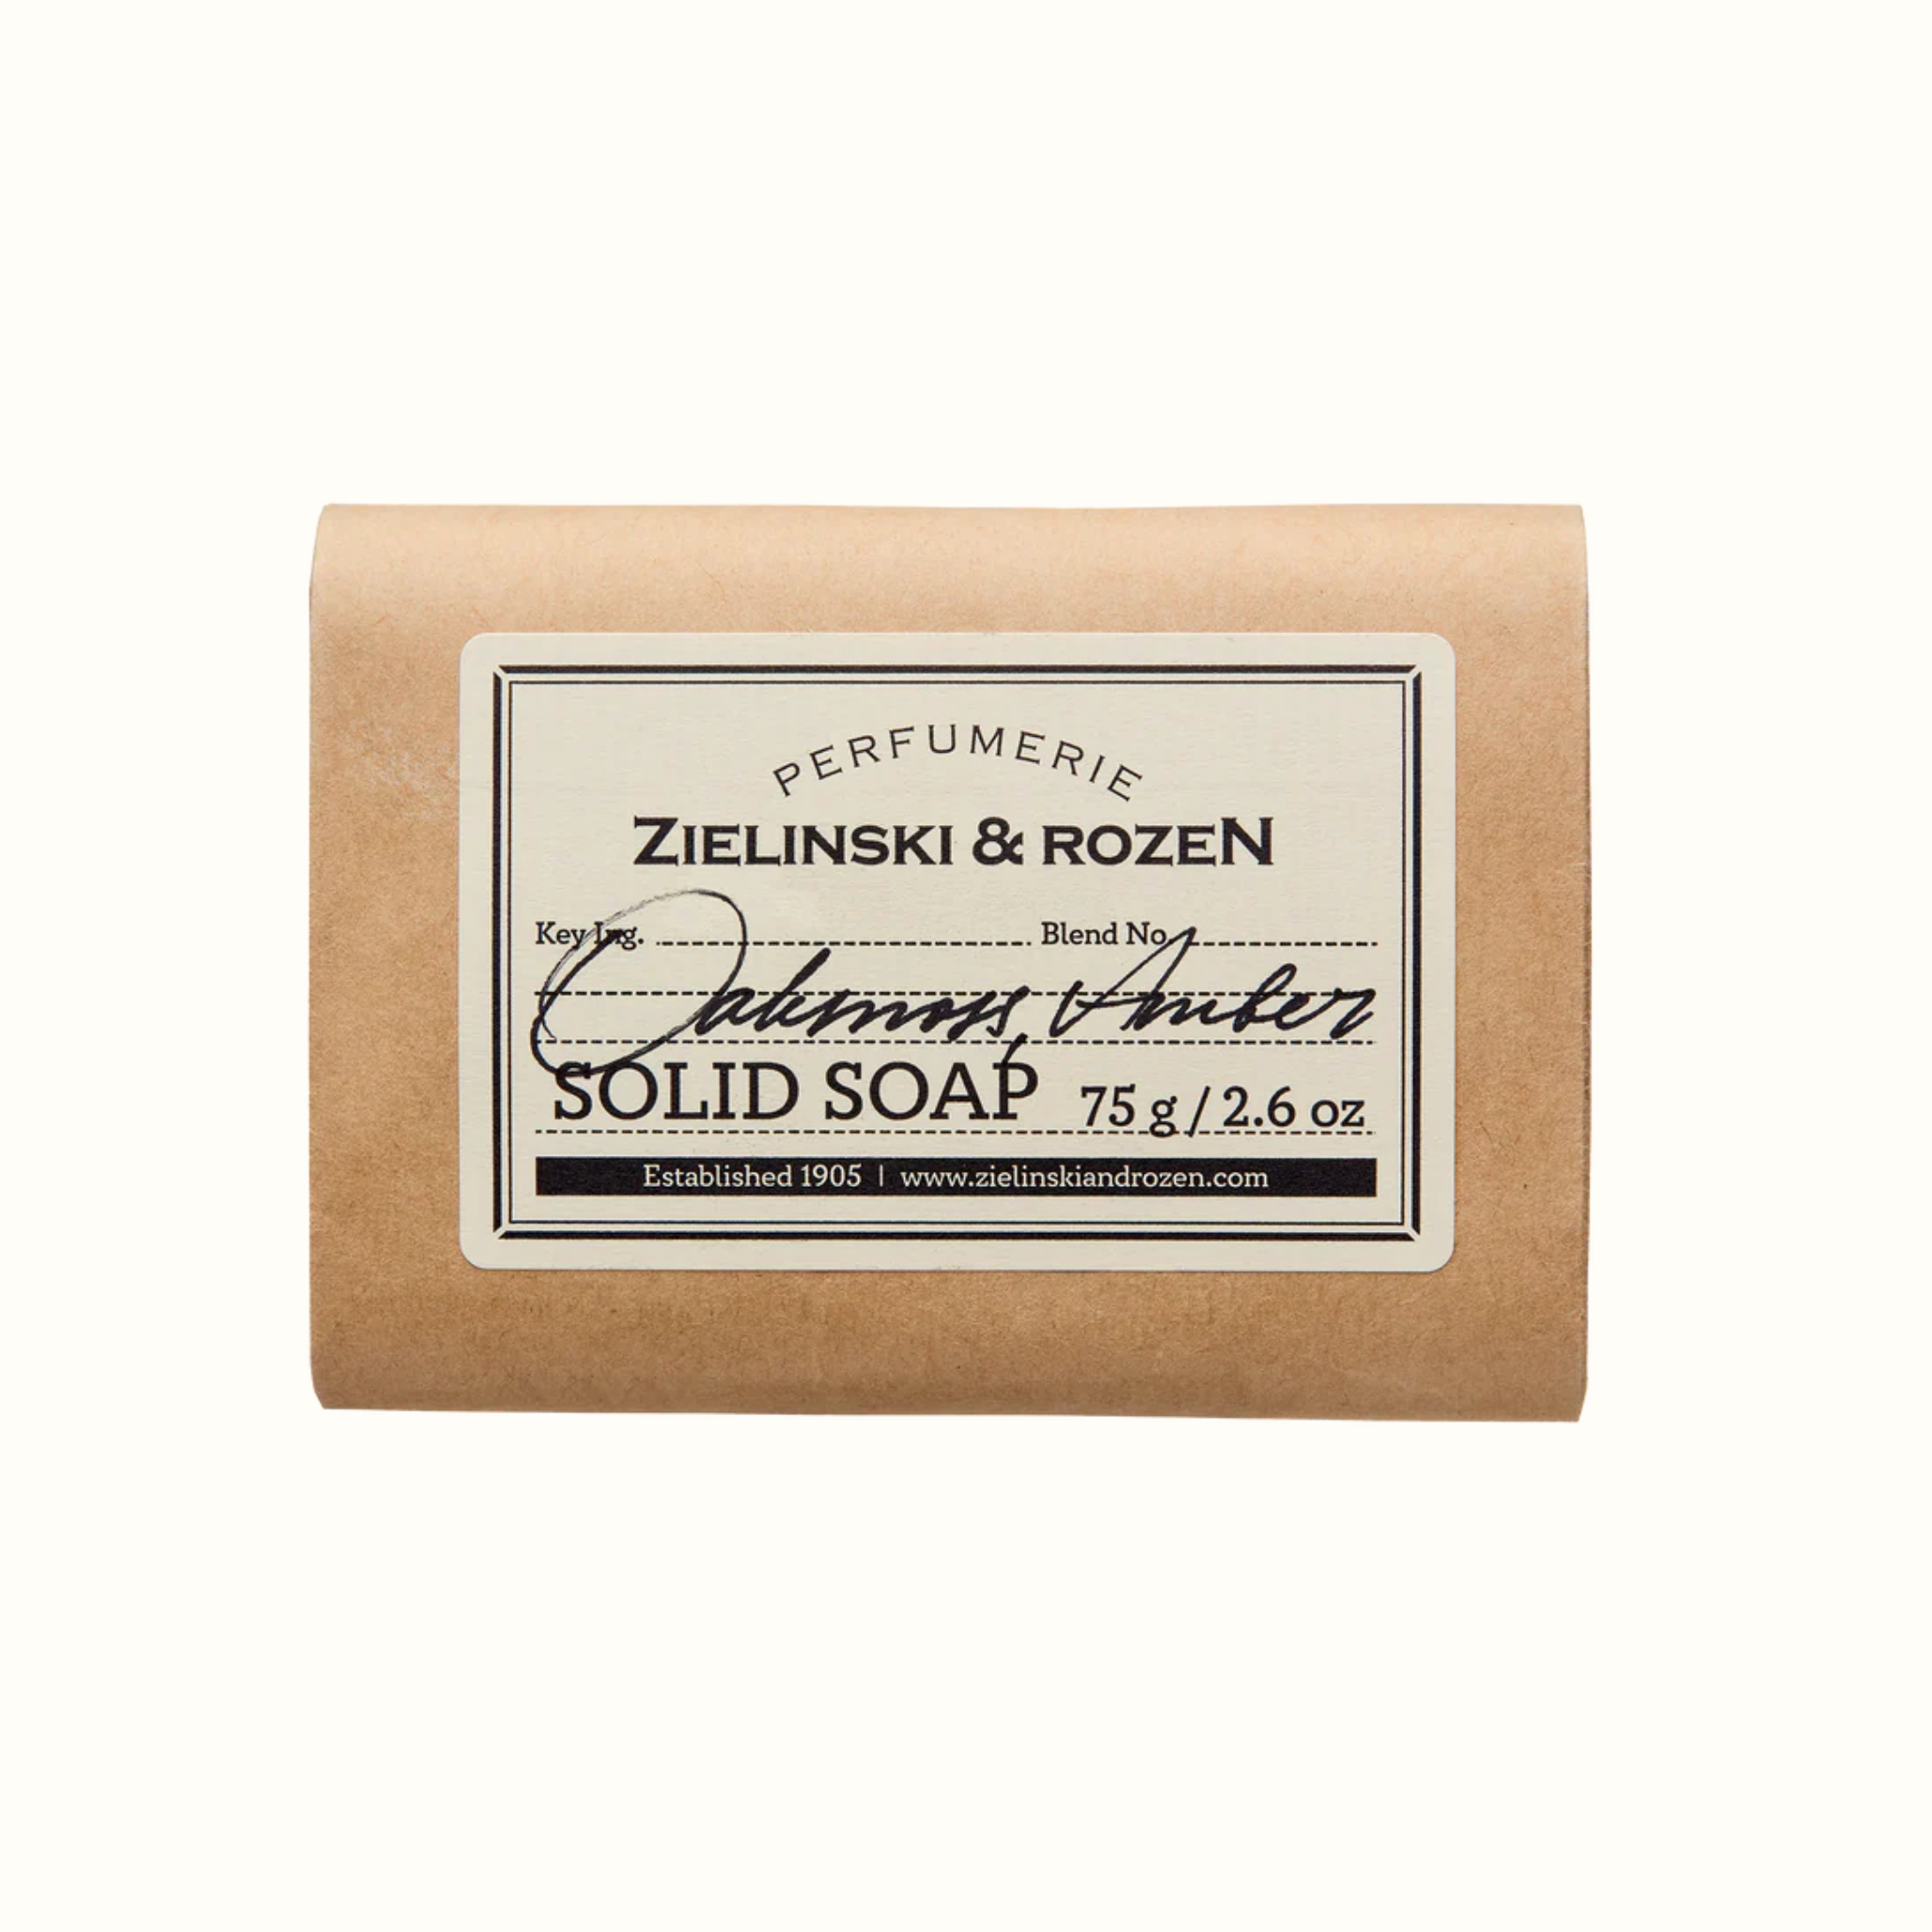 PERFUMERIE
ZIELINSKI & ROZEN
Key Ing. Blend No.
Oakmoss, Amber
SOLID SOAP 75 g / 2.6 oz
Established 1905 | www.zielinskiandrozen.com